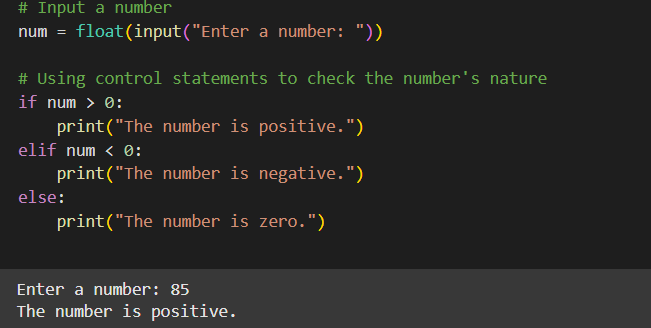 # Input a number
num = float(input("Enter a number: "))
# Using control statements to check the number's nature
if num > 0:
    print("The number is positive.")
elif num < 0:
    print("The number is negative.")
else:
    print("The number is zero.")
Enter a number: 85
The number is positive.